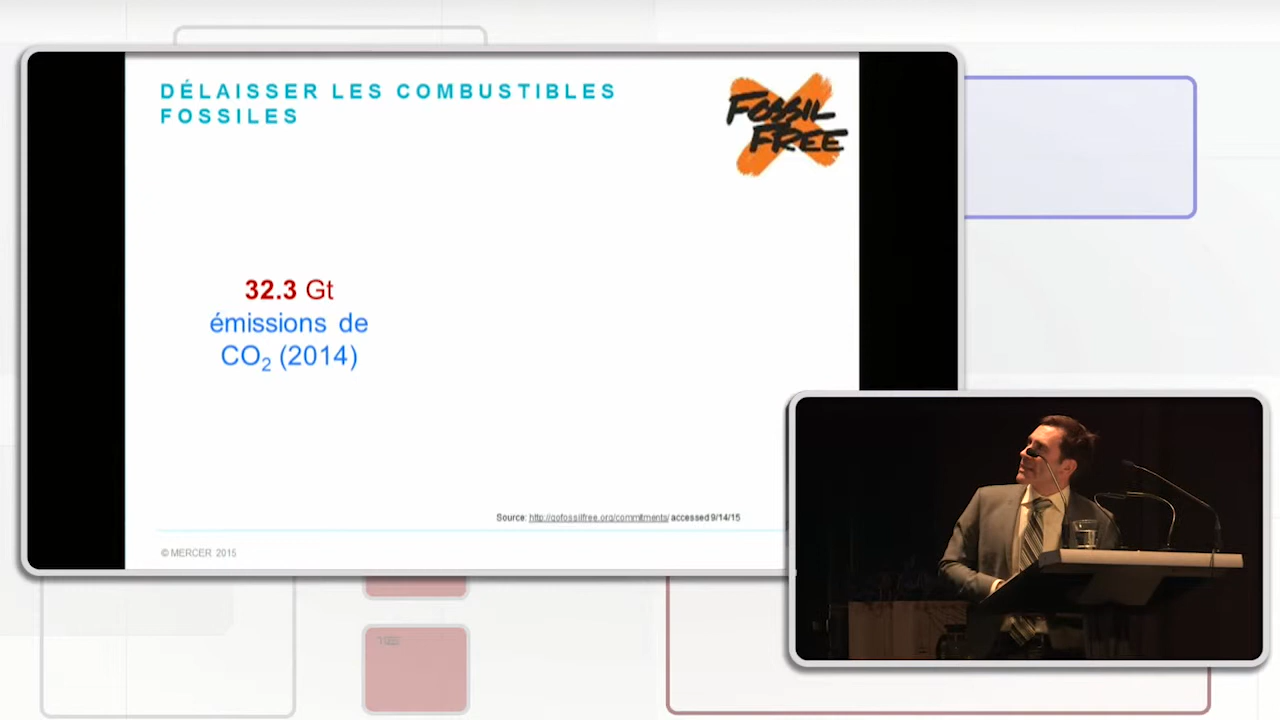 DÉLAISSER LES COMBUSTIBLES
FOSSILES
FOSSIL
FREE
32.3 Gt
émissions de
CO₂ (2014)
Source: http://gofossilfree.org/commitments/ accessed 9/14/15
© MERCER 2015